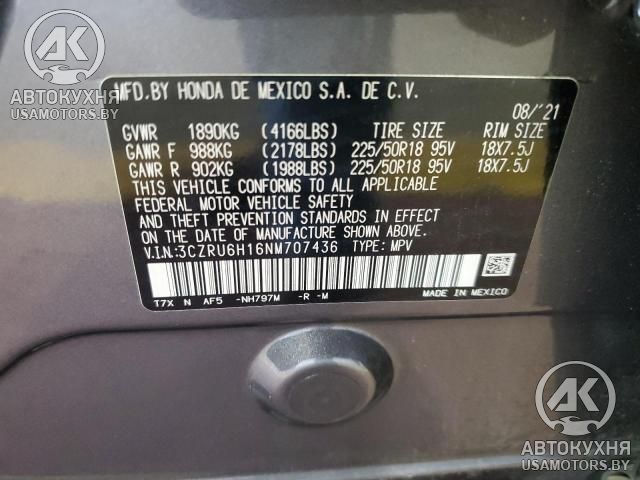 AK
АВТОКУХНЯ
USAMOTORS.BY
MFD. BY HONDA DE MEXICO S.A. DE C.V.
08/'21
GVWR 1890KG (4166LBS) TIRE SIZE RIM SIZE
GAWR F 988KG (2178LBS) 225/50R18 95V 18X7.5J
GAWR R 902KG (1988LBS) 225/50R18 95V 18X7.5J
THIS VEHICLE CONFORMS TO ALL APPLICABLE
FEDERAL MOTOR VEHICLE SAFETY
AND THEFT PREVENTION STANDARDS IN EFFECT
ON THE DATE OF MANUFACTURE SHOWN ABOVE.
V.I.N.:3CZRU6H16NM707436 TYPE: MPV
T7X N AF5 -NH797M -R -M
MADE IN MEXICO
AK
АВТОКУХНЯ
USAMOTORS.BY